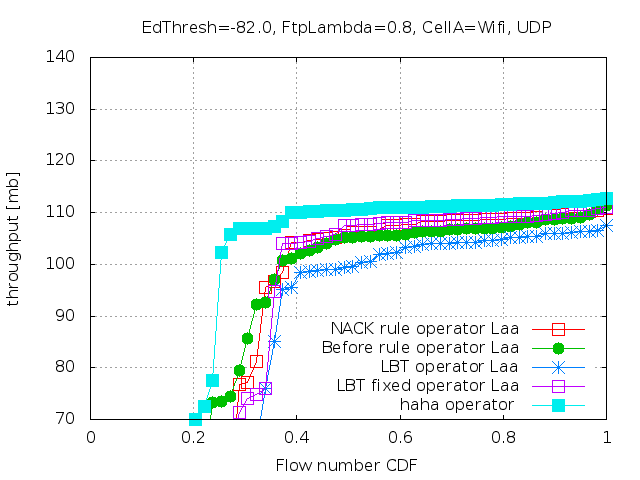 EdThresh=-82.0, FtpLambda=0.8, CellA=Wifi, UDP
140
130
120
110
100
90
80
70
throughput [mb]
NACK rule operator Laa
Before rule operator Laa
LBT operator Laa
LBT fixed operator Laa
haha operator
0
0.2
0.4
0.6
0.8
1
Flow number CDF